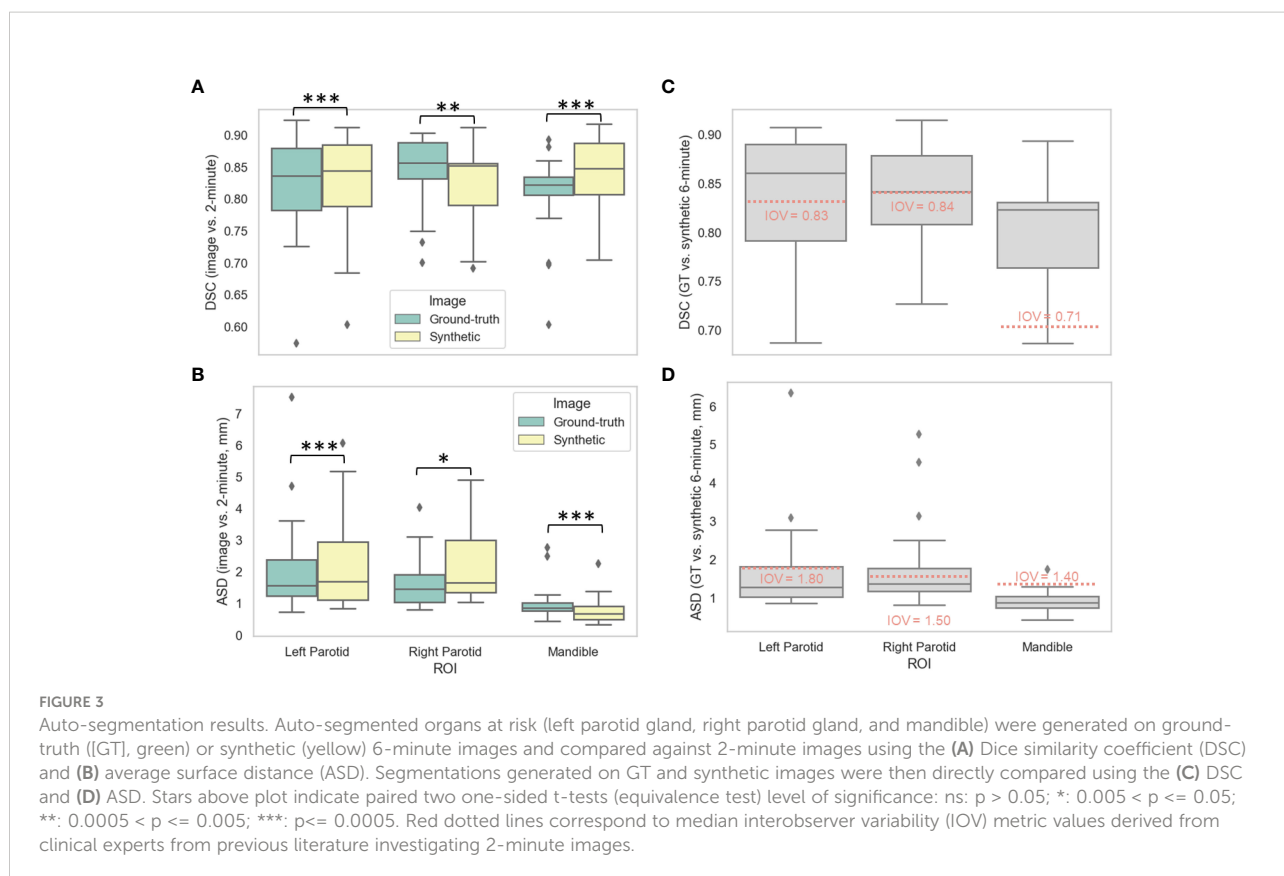 A
***
**
***
DSC (image vs. 2-minute)
0.90
0.85
0.80
0.75
0.70
0.65
0.60
Image
Ground-truth
Synthetic
C
DSC (GT vs. synthetic 6-minute)
0.90
0.85
0.80
0.75
0.70
IOV = 0.83
IOV = 0.84
IOV = 0.71
B
***
*
***
ASD (image vs. 2-minute, mm)
7
6
5
4
3
2
1
0
Image
Ground-truth
Synthetic
Left Parotid
Right Parotid
Mandible
ROI
D
ASD (GT vs. synthetic 6-minute, mm)
6
5
4
3
2
1
IOV = 1.80
IOV = 1.50
IOV = 1.40
Left Parotid
Right Parotid
Mandible
ROI
FIGURE 3
Auto-segmentation results. Auto-segmented organs at risk (left parotid gland, right parotid gland, and mandible) were generated on ground-
truth ([GT], green) or synthetic (yellow) 6-minute images and compared against 2-minute images using the (A) Dice similarity coefficient (DSC)
and (B) average surface distance (ASD). Segmentations generated on GT and synthetic images were then directly compared using the (C) DSC
and (D) ASD. Stars above plot indicate paired two one-sided t-tests (equivalence test) level of significance: ns: p > 0.05; *: 0.005 < p <= 0.05;
**: 0.0005 < p <= 0.005; ***: p<= 0.0005. Red dotted lines correspond to median interobserver variability (IOV) metric values derived from
clinical experts from previous literature investigating 2-minute images.